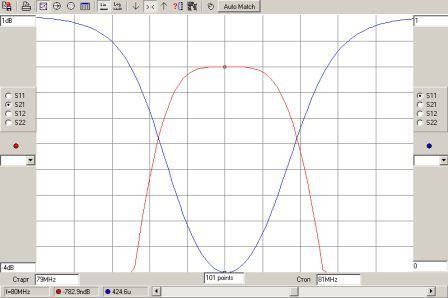 Auto Match
1dB
1
S11
S21
S12
S22
S11
S21
S12
S22
-4dB
0
Старт
79MHz
101 points
Стоп
81MHz
f=80MHz
-782.9ndB
424.6u